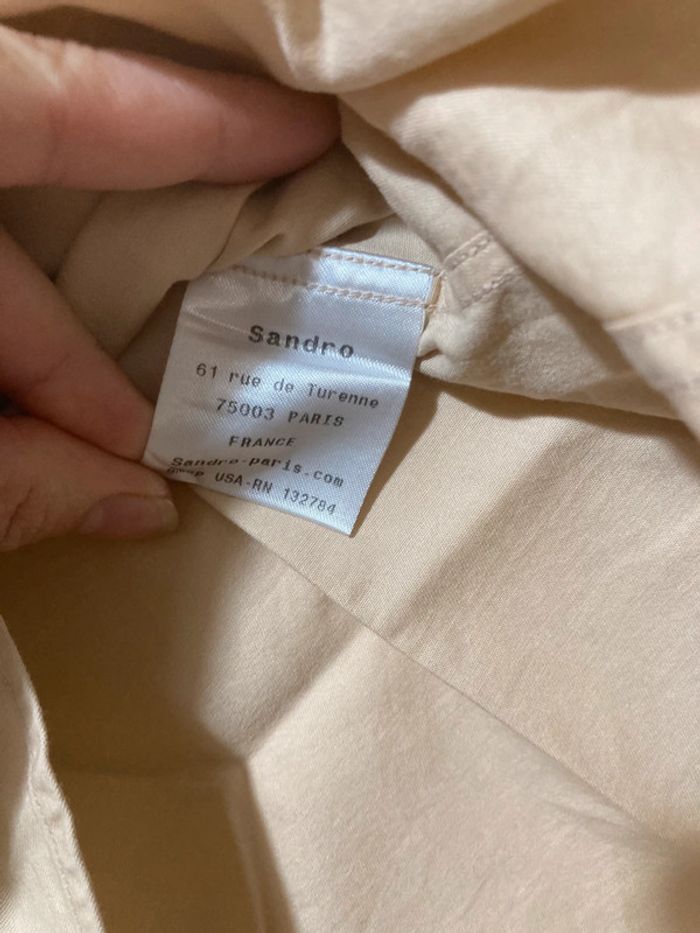 Sandro
61 rue de Turenne
75003 PARIS
FRANCE
Sandro-paris.com
USA-RN 132784